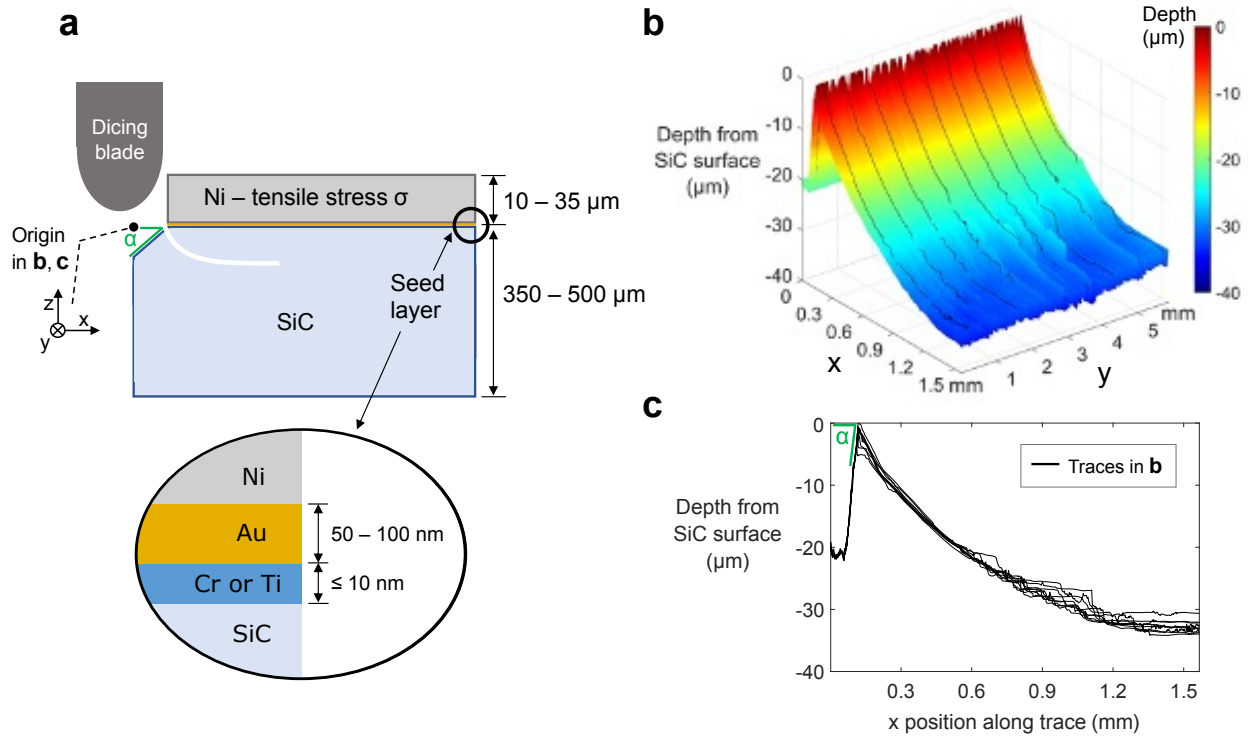 a
Dicing
blade
Ni – tensile stress σ
10 – 35 µm
Origin
in b, c
α
z
x
y
SiC
Seed
layer
350 – 500 µm
Ni
Au
50 – 100 nm
Cr or Ti
≤ 10 nm
SiC
b
Depth
(µm)
0
-10
-20
-30
-40
Depth from
SiC surface
(µm)
0
-10
-20
-30
-40
0
0.3
0.6
0.9
1.2
1.5 mm
x
1
2
3
4
5
mm
y
c
α
Traces in b
Depth from
SiC surface
(µm)
0
-10
-20
-30
-40
0.3
0.6
0.9
1.2
1.5
x position along trace (mm)